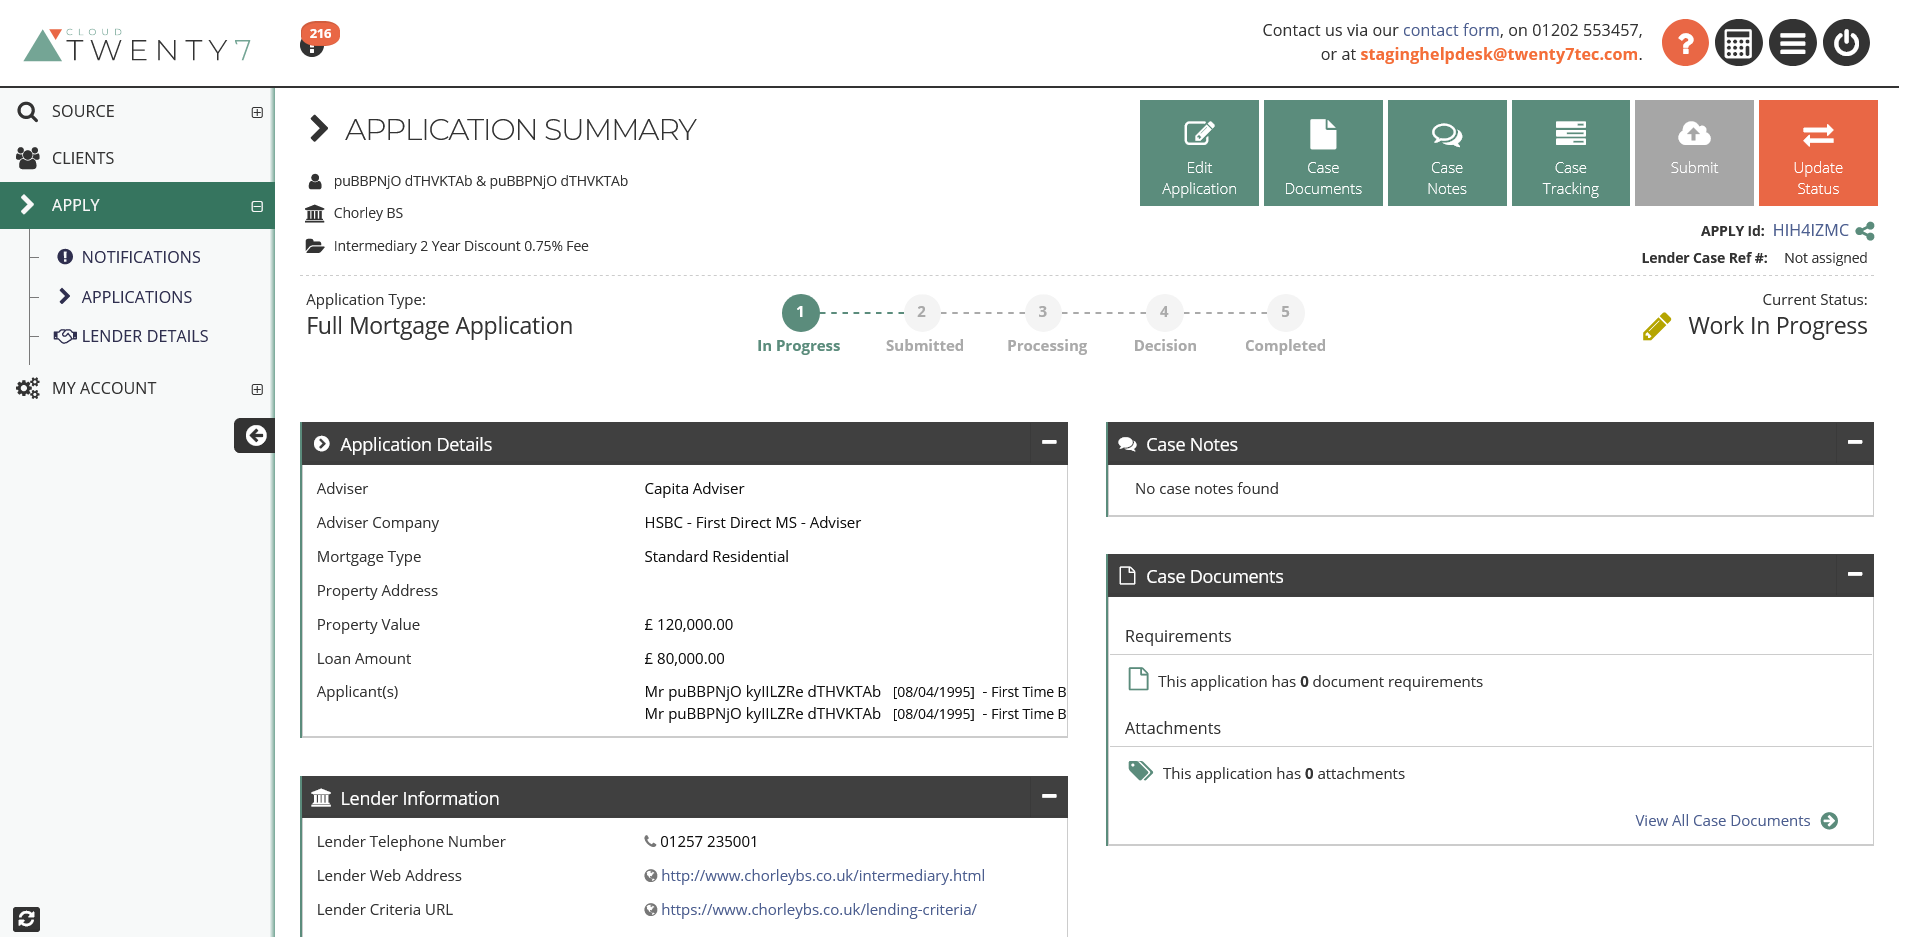 CLOUD
TWENTY 7
216
Contact us via our contact form, on 01202 553457,
or at staginghelpdesk@twenty7tec.com.
SOURCE
CLIENTS
APPLY
NOTIFICATIONS
APPLICATIONS
LENDER DETAILS
MY ACCOUNT
APPLICATION SUMMARY
puBBPNjO dTHVKTAb & puBBPNjO dTHVKTAb
Chorley BS
Intermediary 2 Year Discount 0.75% Fee
Edit
Application
Case
Documents
Case
Notes
Case
Tracking
Submit
Update
Status
APPLY Id: HIH4IZMC
Lender Case Ref #: Not assigned
Application Type:
Full Mortgage Application
1 2 3 4 5
In Progress Submitted Processing Decision Completed
Current Status:
Work In Progress
Application Details
Adviser Capita Adviser
Adviser Company HSBC - First Direct MS - Adviser
Mortgage Type Standard Residential
Property Address
Property Value £ 120,000.00
Loan Amount £ 80,000.00
Applicant(s) Mr puBBPNjO kyIILZRe dTHVKTAb [08/04/1995] - First Time B
Mr puBBPNjO kyIILZRe dTHVKTAb [08/04/1995] - First Time B
Lender Information
Lender Telephone Number 01257 235001
Lender Web Address http://www.chorleybs.co.uk/intermediary.html
Lender Criteria URL https://www.chorleybs.co.uk/lending-criteria/
Case Notes
No case notes found
Case Documents
Requirements
This application has 0 document requirements
Attachments
This application has 0 attachments
View All Case Documents